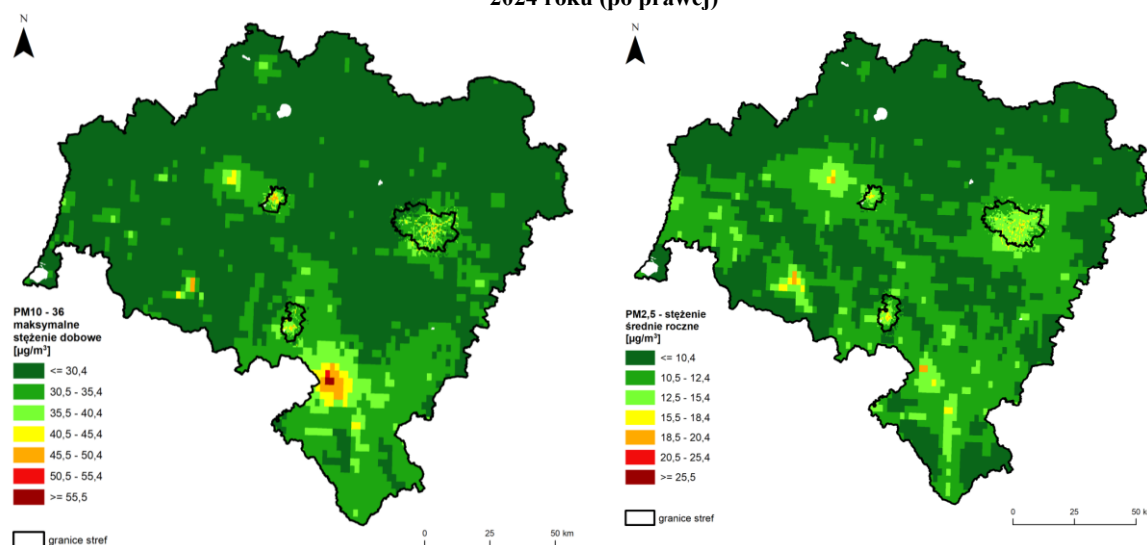 2024 roku (po prawej)
N
PM10 - 36
maksymalne
stężenie dobowe
[µg/m³]
<= 30,4
30,5 - 35,4
35,5 - 40,4
40,5 - 45,4
45,5 - 50,4
50,5 - 55,4
>= 55,5
granice stref
0 25 50 km
N
PM2,5 - stężenie
średnie roczne
[µg/m³]
<= 10,4
10,5 - 12,4
12,5 - 15,4
15,5 - 18,4
18,5 - 20,4
20,5 - 25,4
>= 25,5
granice stref
0 25 50 k